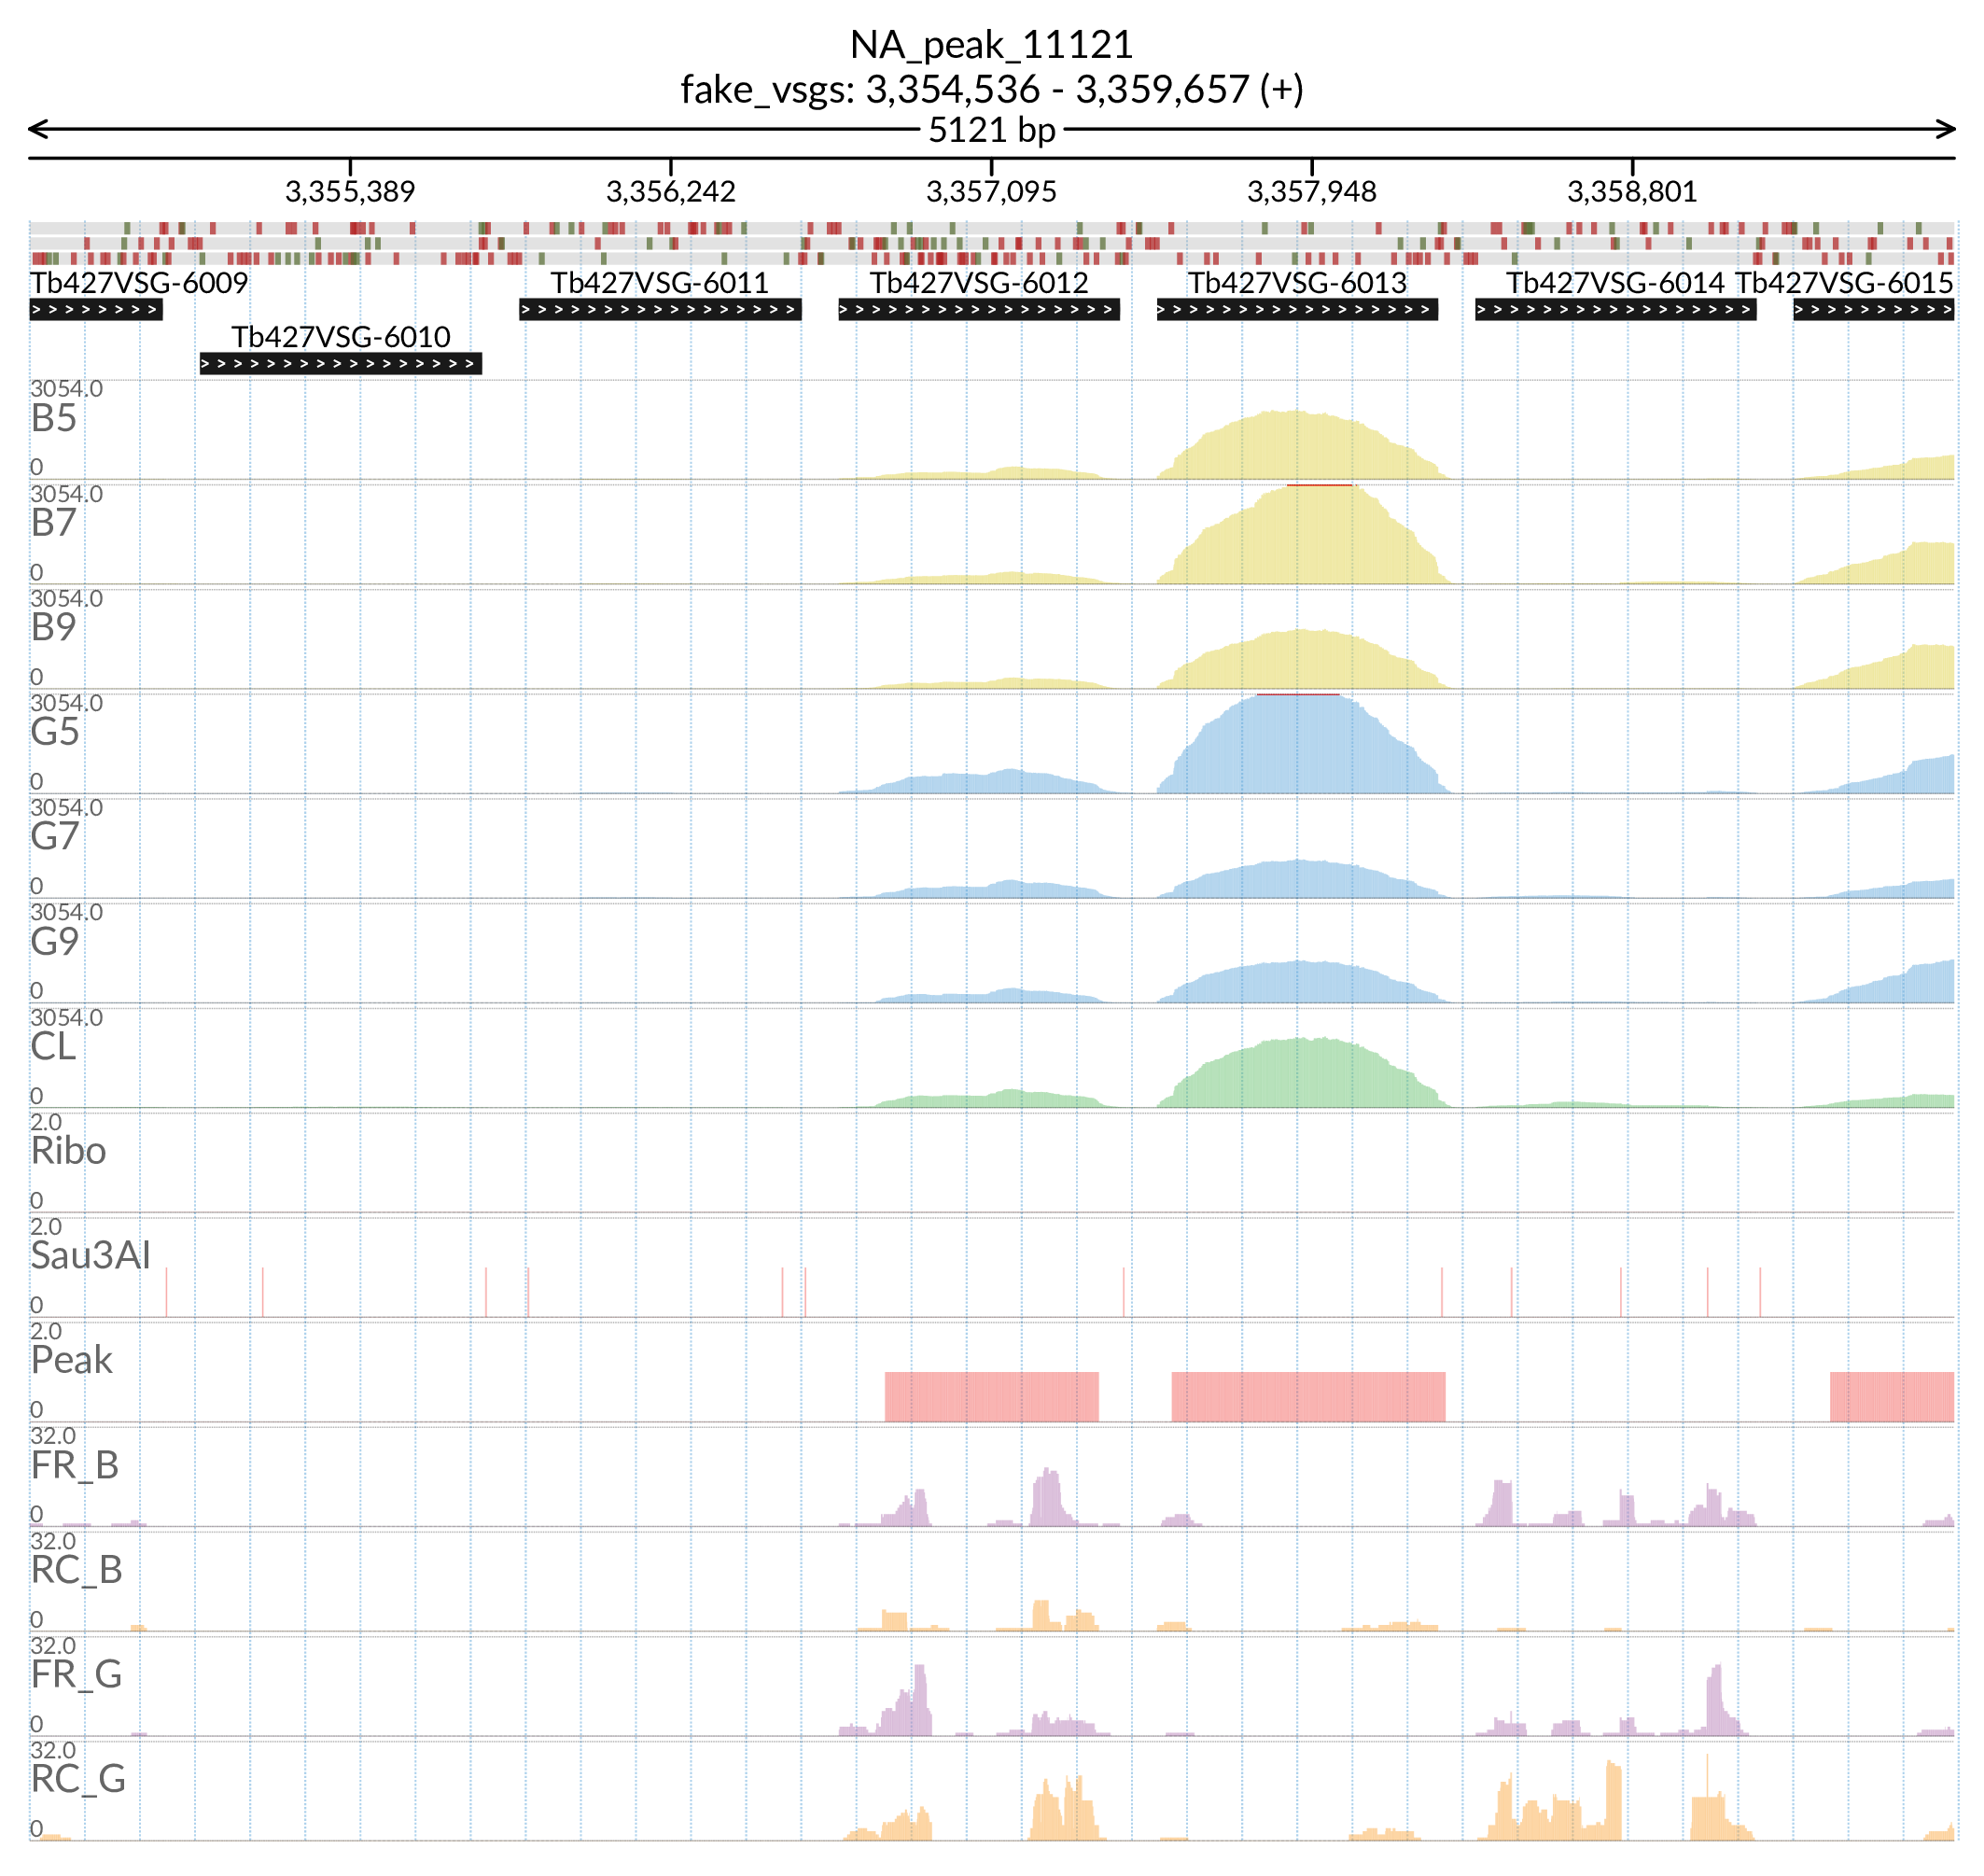 NA_peak_11121
fake_vsgs: 3,354,536 - 3,359,657 (+)
5121 bp
3,355,389 3,356,242 3,357,095 3,357,948 3,358,801
Tb427VSG-6009 Tb427VSG-6011 Tb427VSG-6012 Tb427VSG-6013 Tb427VSG-6014 Tb427VSG-6015
Tb427VSG-6010
3054.0
B5
0
3054.0
B7
0
3054.0
B9
0
3054.0
G5
0
3054.0
G7
0
3054.0
G9
0
3054.0
CL
0
2.0
Ribo
0
2.0
Sau3AI
0
2.0
Peak
0
32.0
FR_B
0
32.0
RC_B
0
32.0
FR_G
0
32.0
RC_G
0